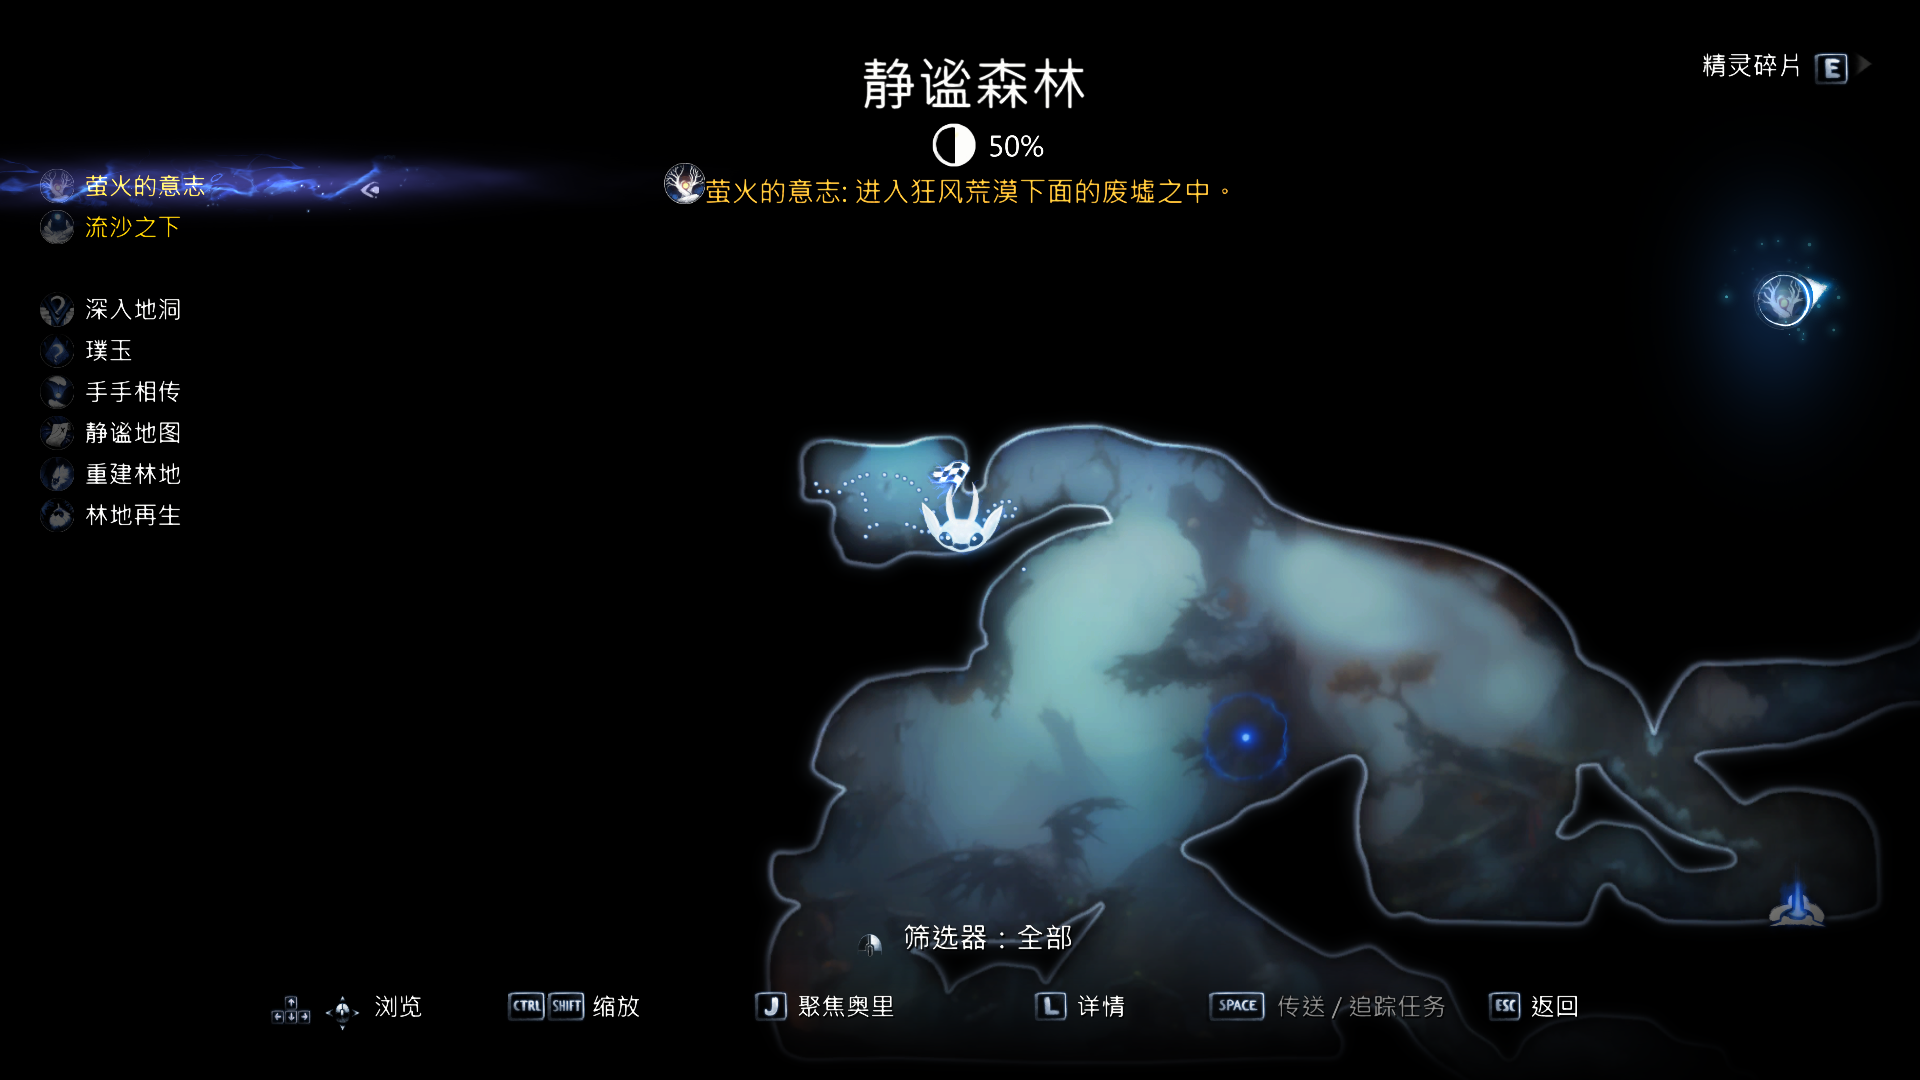 静谧森林
精灵碎片 E
50%
萤火的意志: 进入狂风荒漠下面的废墟之中。
萤火的意志
流沙之下
深入地洞
璞玉
手手相传
静谧地图
重建林地
林地再生
筛选器：全部
浏览
CTRL SHIFT 缩放
J 聚焦奥里
L 详情
SPACE 传送 / 追踪任务
ESC 返回